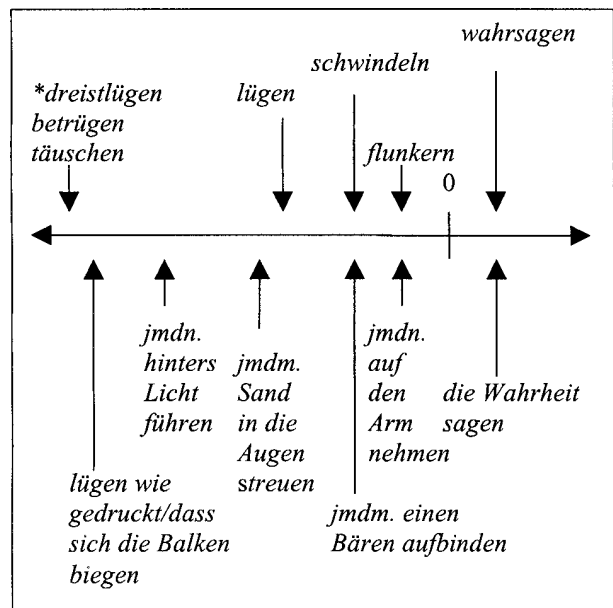 wahrsagen
schwindeln
*dreistlügen
betrügen
täuschen
lügen
flunkern
0
jmdn.
hinters
Licht
führen
jmdm.
Sand
in die
Augen
streuen
jmdn.
auf
den
Arm
nehmen
die Wahrheit
sagen
lügen wie
gedruckt/dass
sich die Balken
biegen
jmdm. einen
Bären aufbinden